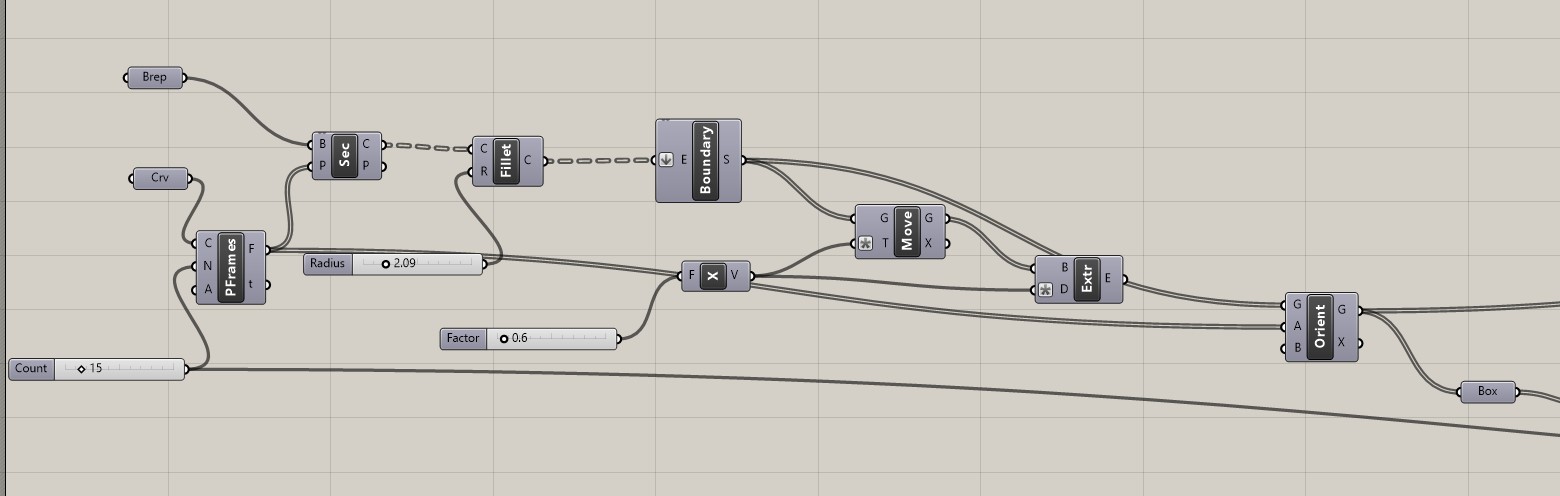 Brep
B
P
Sec
C
P
C
R
Fillet
C
E
Boundary
S
Crv
C
N
A
PFrames
F
t
Radius
2.09
G
T
Move
G
X
F
X
V
B
D
Extr
E
Factor
0.6
G
A
B
Orient
G
X
Count
15
Box